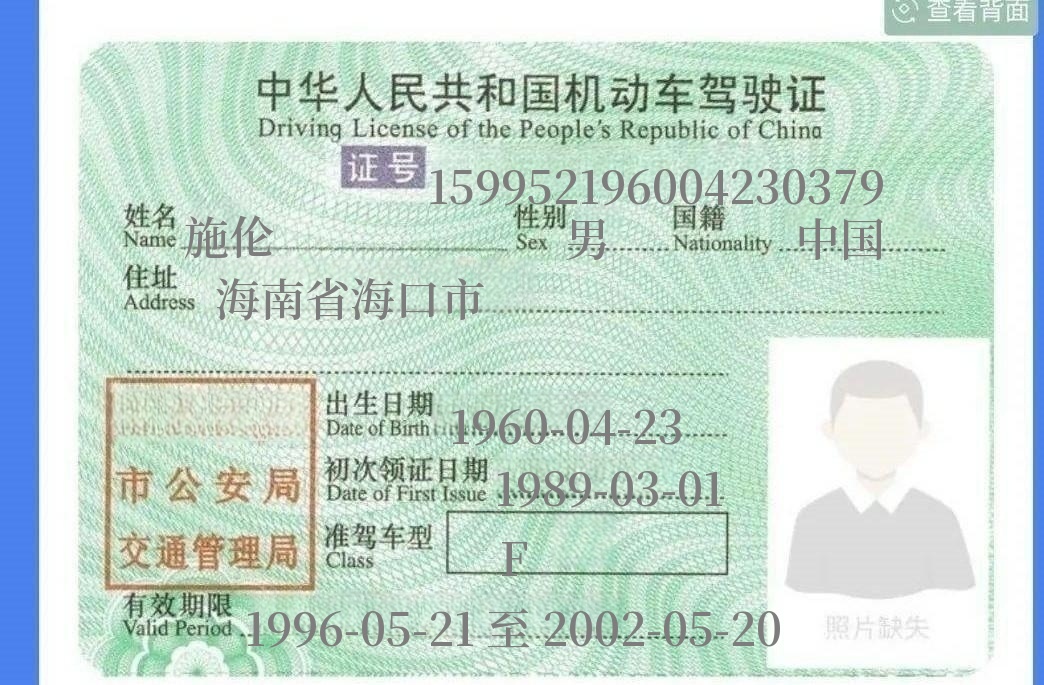 查看背面
中华人民共和国机动车驾驶证
Driving License of the People's Republic of China
证号 159952196004230379
姓名 施伦 性别 男 国籍 中国
Name Sex Nationality
住址 海南省海口市
Address
出生日期 1960-04-23
Date of Birth
初次领证日期 1989-03-01
Date of First Issue
准驾车型 F
Class
市公安局
交通管理局
有效期限 1996-05-21 至 2002-05-20
Valid Period
照片缺失